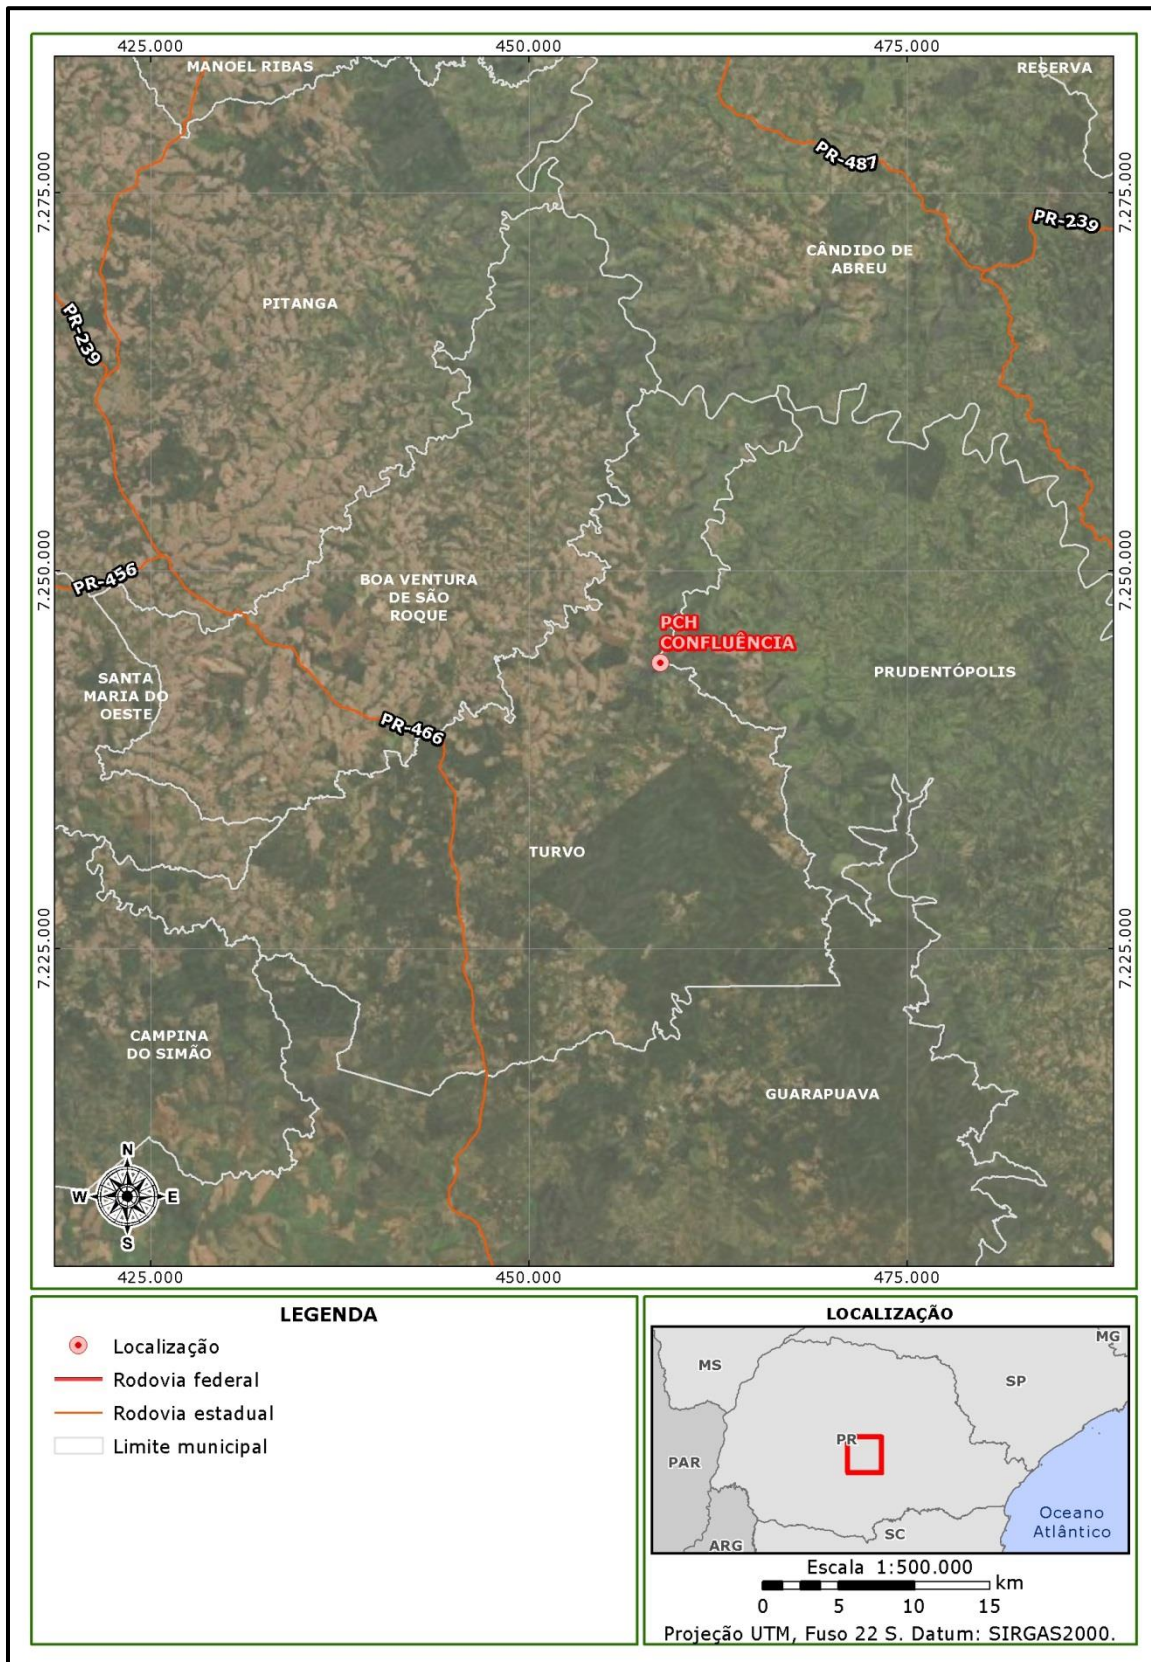 425.000
450.000
475.000
MANOEL RIBAS
RESERVA
PR-487
7.275.000
7.275.000
PR-239
CÂNDIDO DE
ABREU
PITANGA
PR-239
7.250.000
7.250.000
PR-456
BOA VENTURA
DE SÃO
ROQUE
PCH
CONFLUÊNCIA
PRUDENTÓPOLIS
SANTA
MARIA DO
OESTE
PR-466
TURVO
7.225.000
7.225.000
CAMPINA
DO SIMÃO
GUARAPUAVA
N
W
E
S
425.000
450.000
475.000
LEGENDA
Localização
Rodovia federal
Rodovia estadual
Limite municipal
LOCALIZAÇÃO
MG
MS
SP
PR
PAR
Oceano
Atlântico
SC
ARG
Escala 1:500.000
km
0 5 10 15
Projeção UTM, Fuso 22 S. Datum: SIRGAS2000.